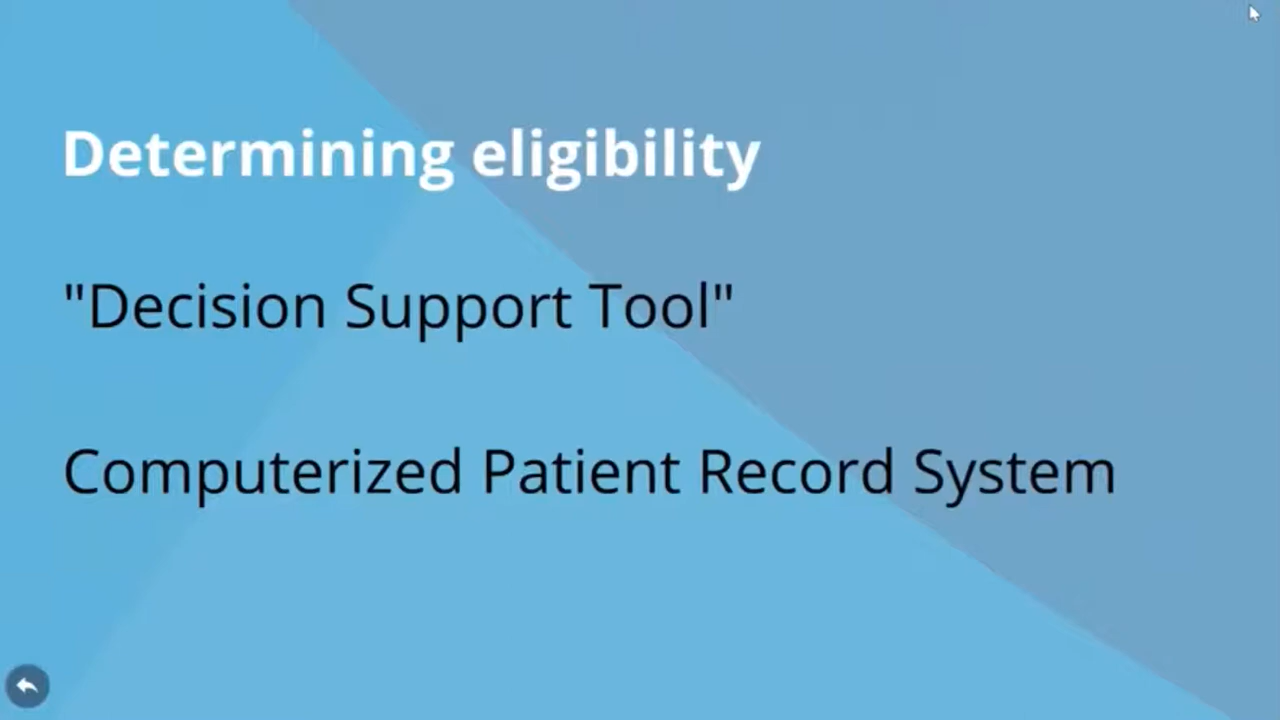 Determining eligibility
"Decision Support Tool"
Computerized Patient Record System